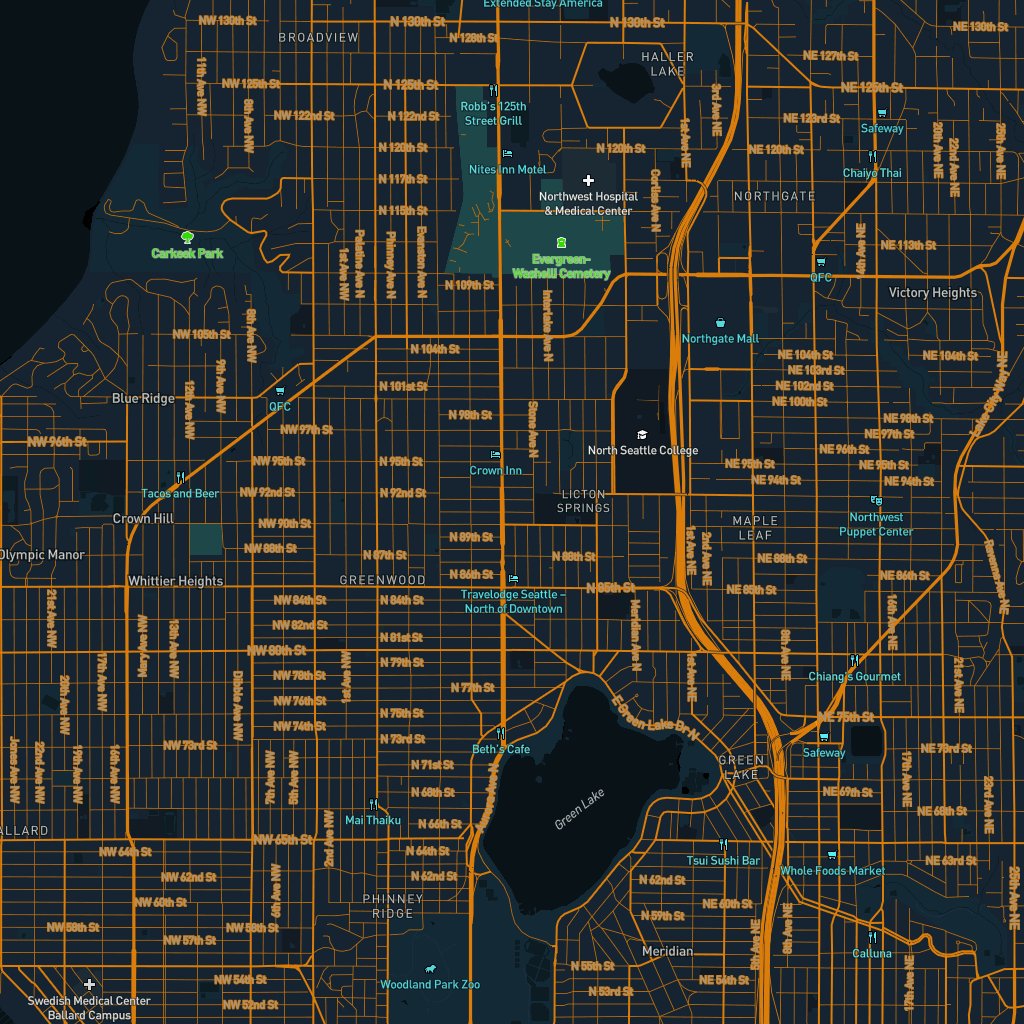 Extended Stay America
NW 130th St
N 130th St
N 130th St
NE 130th St
BROADVIEW
N 128th St
HALLER
LAKE
NE 127th St
11th Ave NW
NW 125th St
N 125th St
NE 125th St
8th Ave NW
3rd Ave NE
Robb's 125th
Street Grill
NW 122nd St
N 122nd St
NE 123rd St
Safeway
1st Ave NE
20th Ave NE
22nd Ave NE
25th Ave NE
N 120th St
N 120th St
NE 120th St
Nites Inn Motel
Chaiyo Thai
N 117th St
Corliss Ave N
Northwest Hospital
& Medical Center
NORTHGATE
N 115th St
Carkeek Park
1st Ave NW
Palatine Ave N
Phinney Ave N
Evanston Ave N
Evergreen-
Washelli Cemetery
NE 113th St
QFC
N 109th St
Victory Heights
Interlake Ave N
NW 105th St
8th Ave NW
N 104th St
Northgate Mall
NE 104th St
NE 104th St
NE 103rd St
NE 102nd St
NE 100th St
9th Ave NW
12th Ave NW
N 101st St
Blue Ridge
QFC
N 98th St
Stone Ave N
NE 98th St
NE 97th St
Lake City Way NE
NW 97th St
NW 96th St
North Seattle College
NE 96th St
NW 95th St
N 95th St
Crown Inn
NE 95th St
NE 95th St
NE 94th St
NE 94th St
Tacos and Beer
NW 92nd St
N 92nd St
LICTON
SPRINGS
Crown Hill
NW 90th St
MAPLE
LEAF
Northwest
Puppet Center
N 89th St
NW 88th St
N 87th St
N 88th St
NE 88th St
1st Ave NE
2nd Ave NE
Olympic Manor
Whittier Heights
GREENWOOD
N 86th St
NE 86th St
Ravenna Ave NE
N 85th St
NE 85th St
Travelodge Seattle –
North of Downtown
21st Ave NW
NW 84th St
N 84th St
Meridian Ave N
16th Ave NE
Mary Ave NW
13th Ave NW
NW 82nd St
N 81st St
8th Ave NE
NW 80th St
N 79th St
17th Ave NW
1st Ave NW
1st Ave NE
Chiang's Gourmet
21st Ave NE
NW 78th St
N 77th St
20th Ave NW
Dibble Ave NW
NW 76th St
E Green Lake Dr N
N 75th St
NE 75th St
NW 74th St
NW 73rd St
N 73rd St
Beth's Cafe
Safeway
NE 73rd St
Jones Ave NW
22nd Ave NW
19th Ave NW
14th Ave NW
7th Ave NW
5th Ave NW
N 71st St
GREEN
LAKE
17th Ave NE
23rd Ave NE
N 68th St
NE 69th St
Green Lake
NE 68th St
Mai Thaiku
2nd Ave NW
N 66th St
ALLARD
NW 65th St
NW 64th St
N 64th St
Tsui Sushi Bar
NE 63rd St
Whole Foods Market
NW 62nd St
N 62nd St
N 62nd St
6th Ave NW
25th Ave NE
NW 60th St
PHINNEY
RIDGE
NE 60th St
N 59th St
NW 58th St
NW 58th St
5th Ave NE
8th Ave NE
NW 57th St
Meridian
Calluna
N 55th St
17th Ave NE
NW 54th St
Woodland Park Zoo
NE 54th St
N 53rd St
Swedish Medical Center
Ballard Campus
NW 52nd St